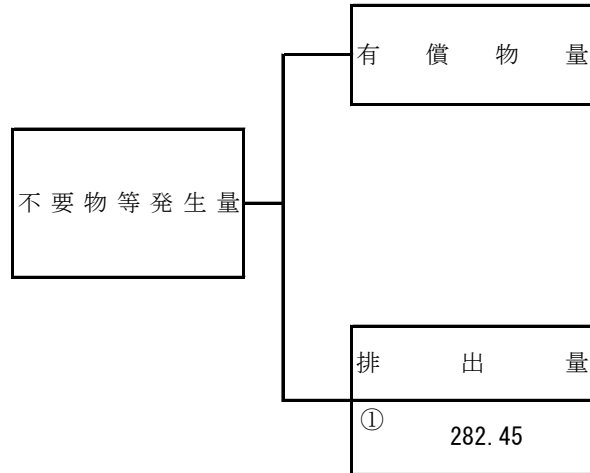 有償物量
不要物等発生量
排出量
①
282.45